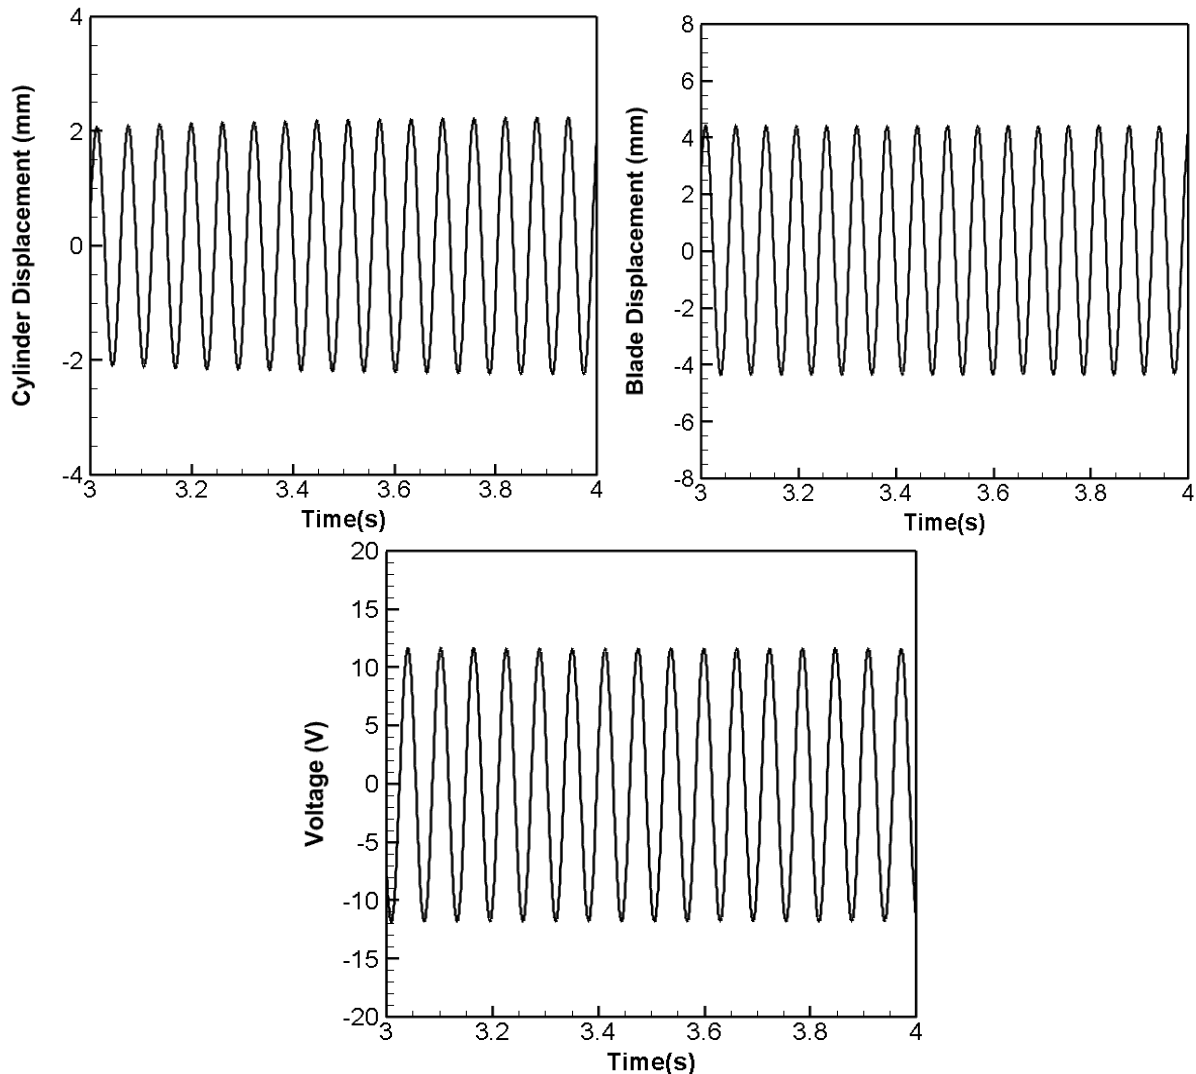 Cylinder Displacement (mm)
4
2
0
-2
-4
3 3.2 3.4 3.6 3.8 4
Time(s)
Blade Displacement (mm)
8
6
4
2
0
-2
-4
-6
-8
3 3.2 3.4 3.6 3.8 4
Time(s)
Voltage (V)
20
15
10
5
0
-5
-10
-15
-20
3 3.2 3.4 3.6 3.8 4
Time(s)